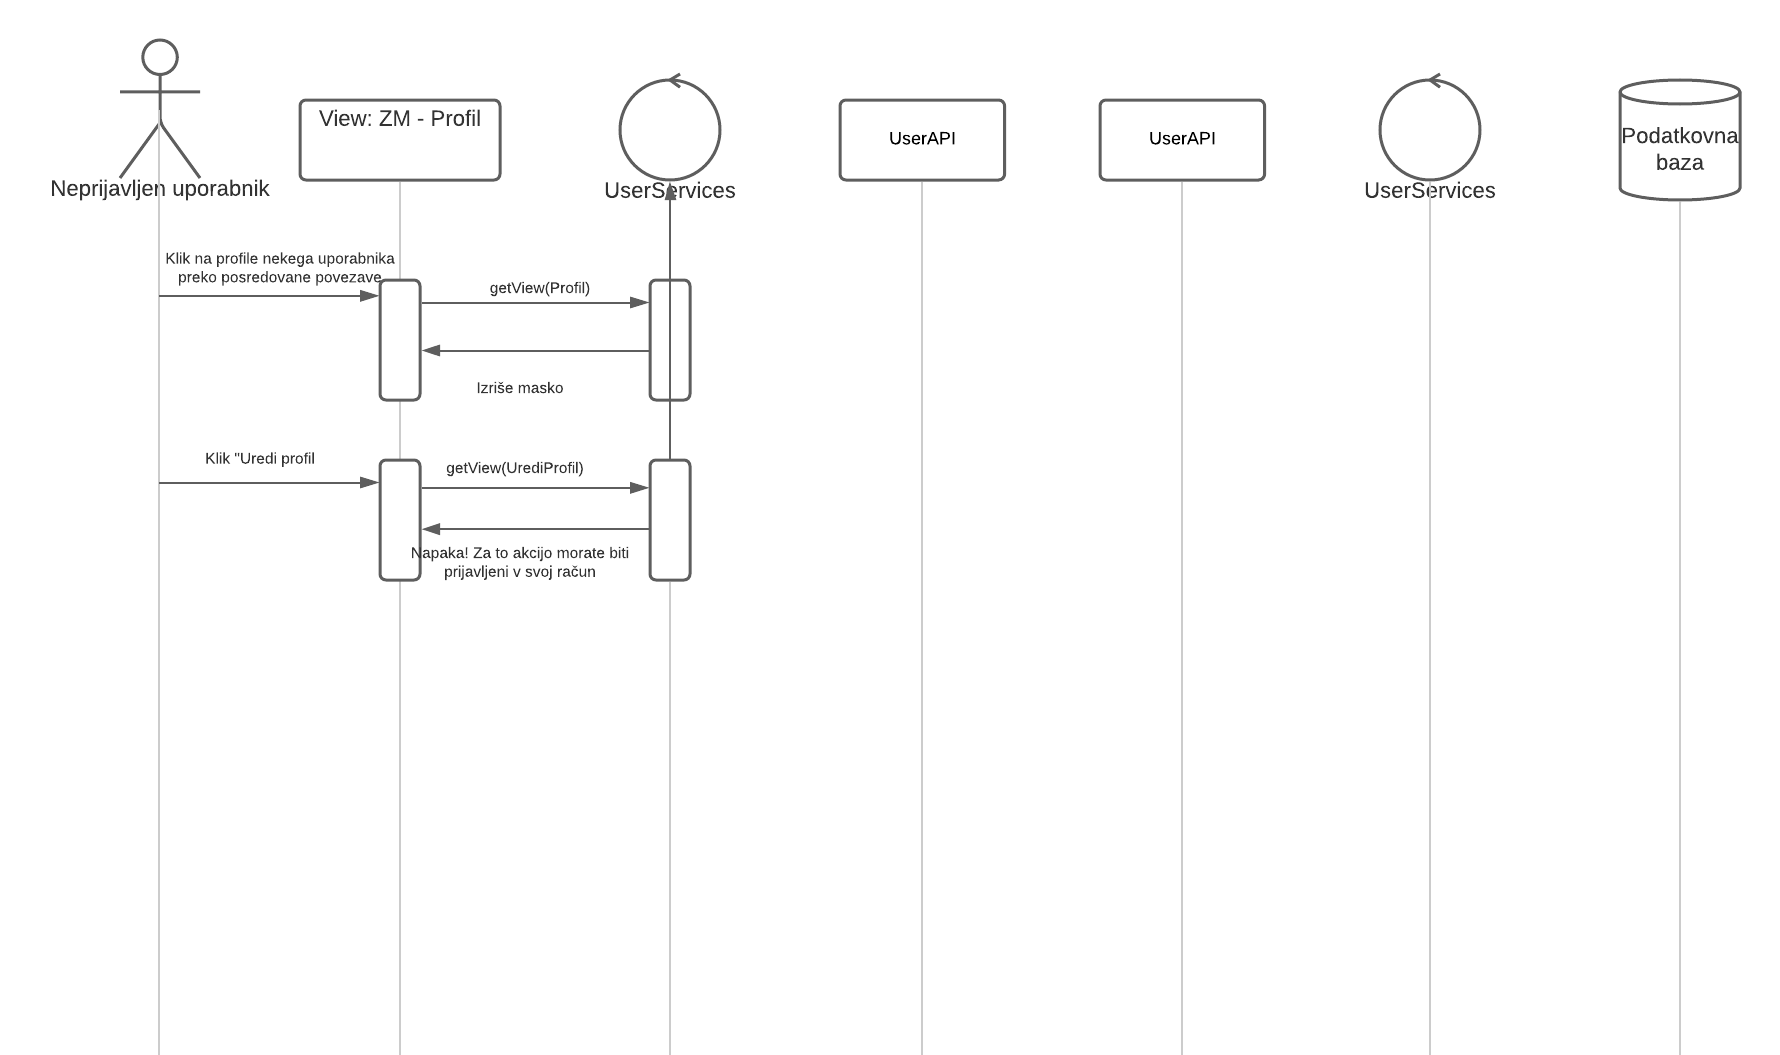 Neprijavljen uporabnik
View: ZM - Profil
UserServices
UserAPI
UserAPI
UserServices
Podatkovna
baza
Klik na profile nekega uporabnika
preko posredovane povezave
getView(Profil)
Izriše masko
Klik "Uredi profil
getView(UrediProfil)
Napaka! Za to akcijo morate biti
prijavljeni v svoj račun